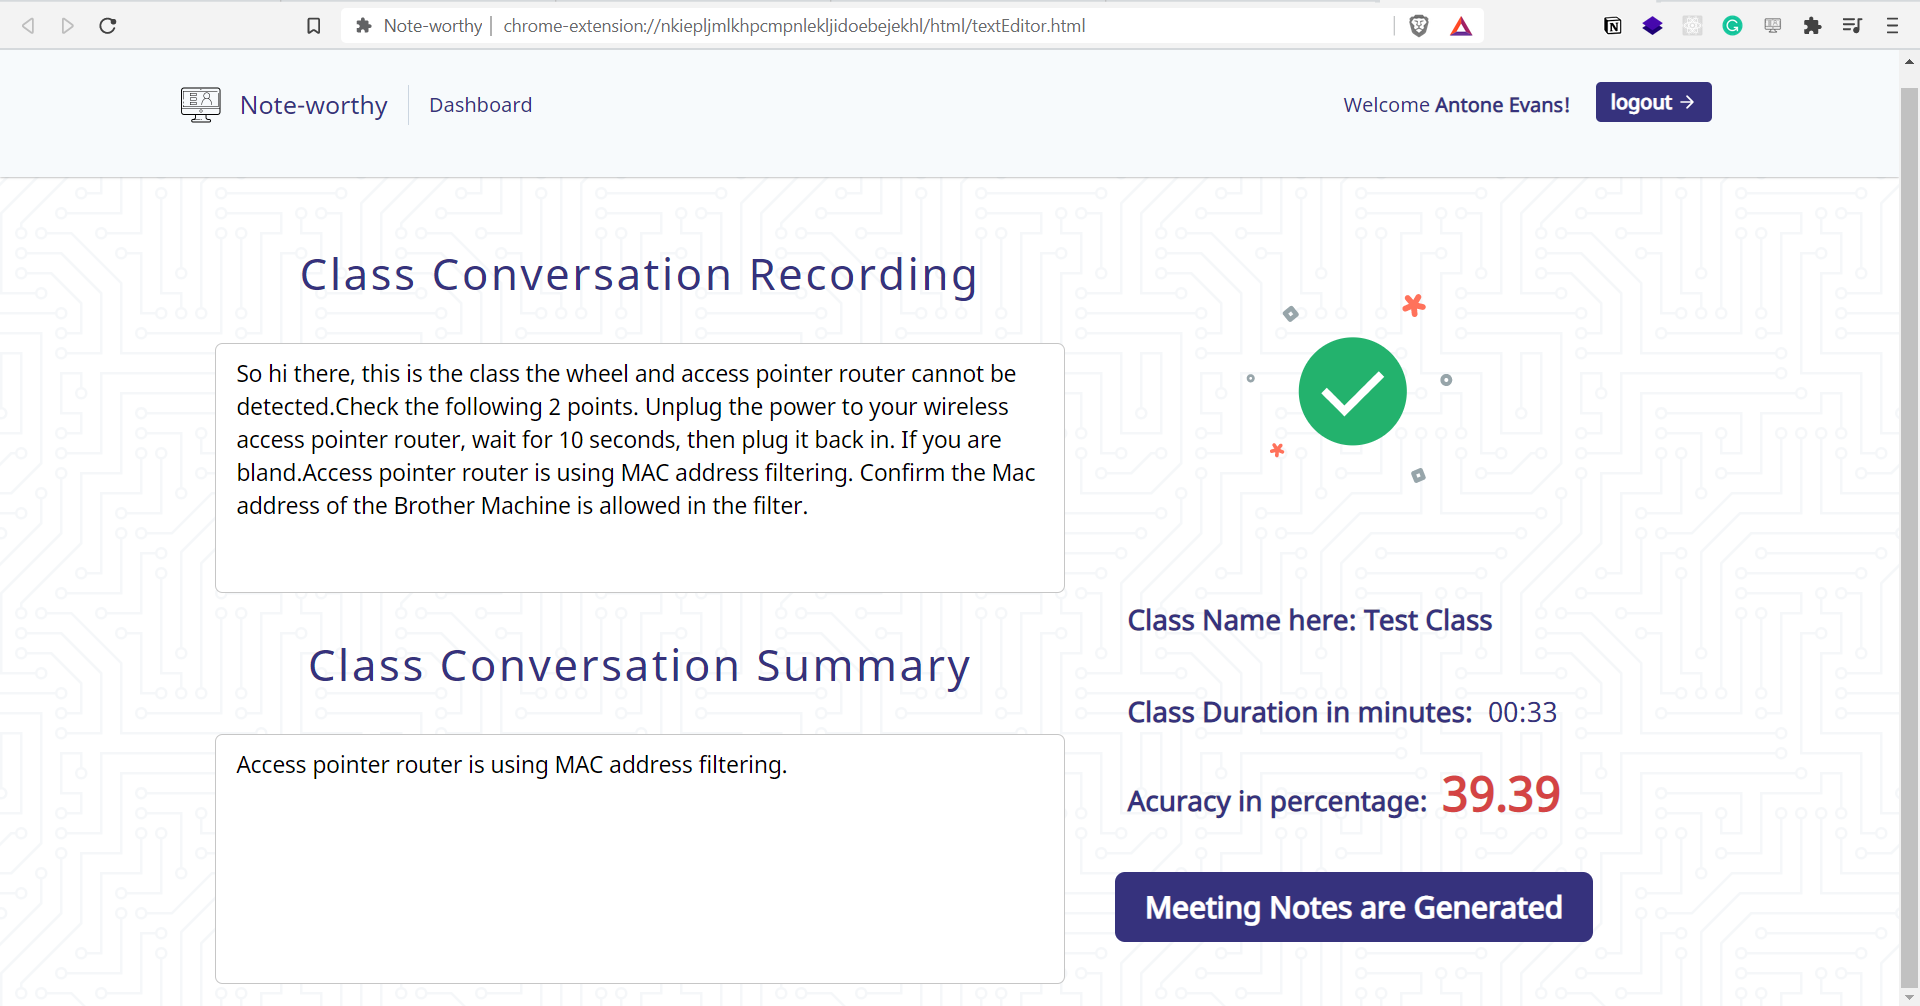 Note-worthy | chrome-extension://nkiepljmlkhpcmpnlekljidoebejekhl/html/textEditor.html
Note-worthy
Dashboard
Welcome Antone Evans!
logout →
Class Conversation Recording
So hi there, this is the class the wheel and access pointer router cannot be
detected.Check the following 2 points. Unplug the power to your wireless
access pointer router, wait for 10 seconds, then plug it back in. If you are
bland.Access pointer router is using MAC address filtering. Confirm the Mac
address of the Brother Machine is allowed in the filter.
Class Conversation Summary
Access pointer router is using MAC address filtering.
Class Name here: Test Class
Class Duration in minutes: 00:33
Acuracy in percentage: 39.39
Meeting Notes are Generated